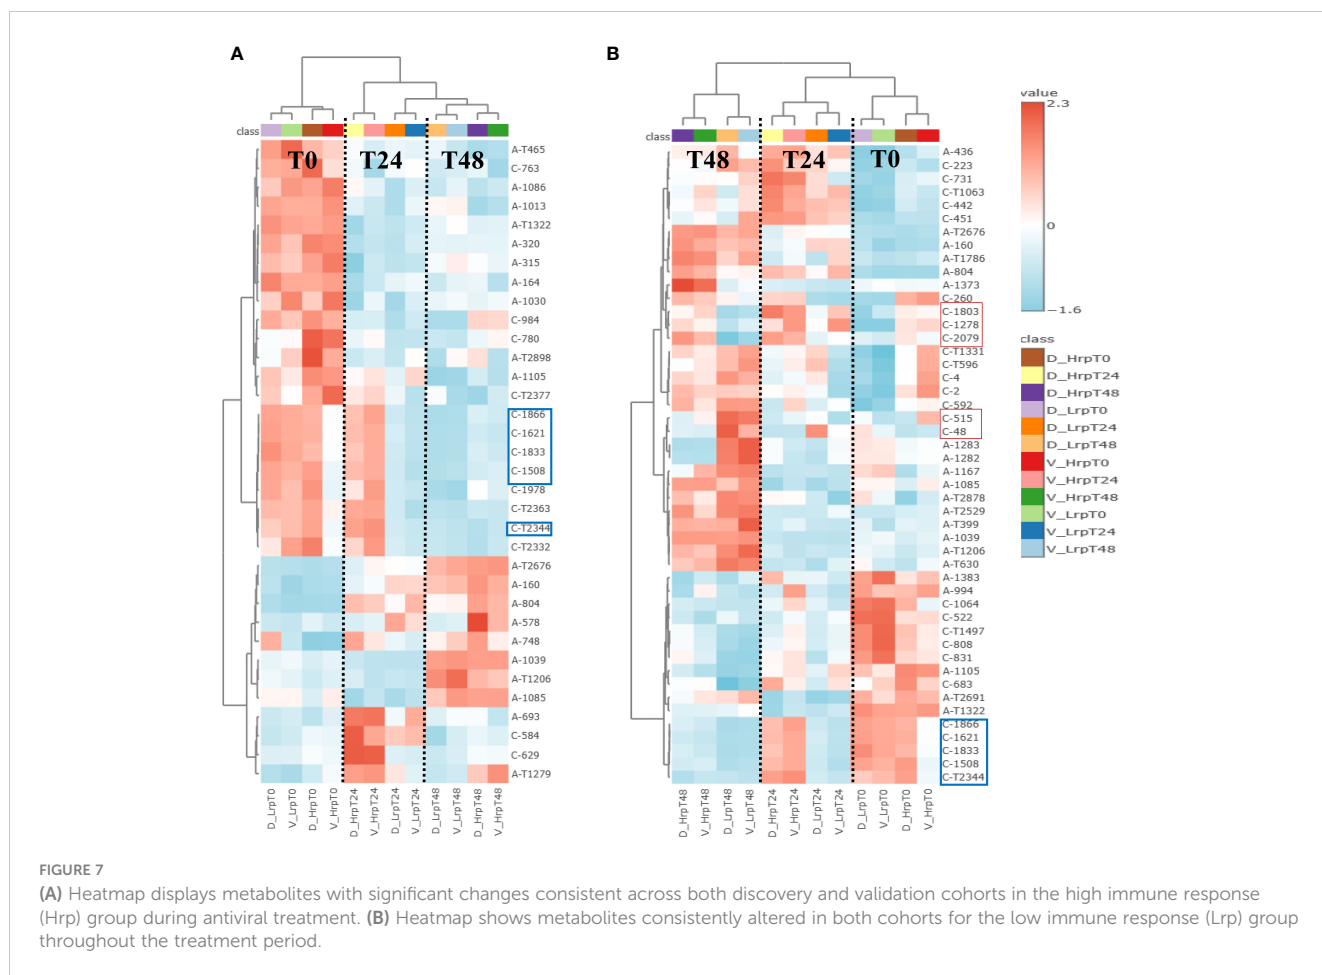 A
B
class
T0
T24
T48
A-T465
C-763
A-1086
A-1013
A-T1322
A-320
A-315
A-164
A-1030
C-984
C-780
A-T2898
A-1105
C-T2377
C-1866
C-1621
C-1833
C-1508
C-1978
C-T2363
C-T2344
C-T2332
A-T2676
A-160
A-804
A-578
A-748
A-1039
A-T1206
A-1085
A-693
C-584
C-629
A-T1279
D_LrpT0
V_LrpT0
D_HrpT0
V_HrpT0
D_HrpT24
V_HrpT24
D_LrpT24
V_LrpT24
D_LrpT48
V_LrpT48
D_HrpT48
V_HrpT48
class
T48
T24
T0
A-436
C-223
C-731
C-T1063
C-442
C-451
A-T2676
A-160
A-T1786
A-804
A-1373
C-260
C-1803
C-1278
C-2079
C-T1331
C-T596
C-4
C-2
C-592
C-515
C-48
A-1283
A-1282
A-1167
A-1085
A-T2878
A-T2529
A-T399
A-1039
A-T1206
A-T630
A-1383
A-994
C-1064
C-522
C-T1497
C-808
C-831
A-1105
C-683
A-T2691
A-T1322
C-1866
C-1621
C-1833
C-1508
C-T2344
D_HrpT48
V_HrpT48
D_LrpT48
V_LrpT48
D_HrpT24
V_HrpT24
D_LrpT24
V_LrpT24
D_LrpT0
V_LrpT0
D_HrpT0
V_HrpT0
value
2.3
0
−1.6
class
D_HrpT0
D_HrpT24
D_HrpT48
D_LrpT0
D_LrpT24
D_LrpT48
V_HrpT0
V_HrpT24
V_HrpT48
V_LrpT0
V_LrpT24
V_LrpT48
FIGURE 7
(A) Heatmap displays metabolites with significant changes consistent across both discovery and validation cohorts in the high immune response
(Hrp) group during antiviral treatment. (B) Heatmap shows metabolites consistently altered in both cohorts for the low immune response (Lrp) group
throughout the treatment period.